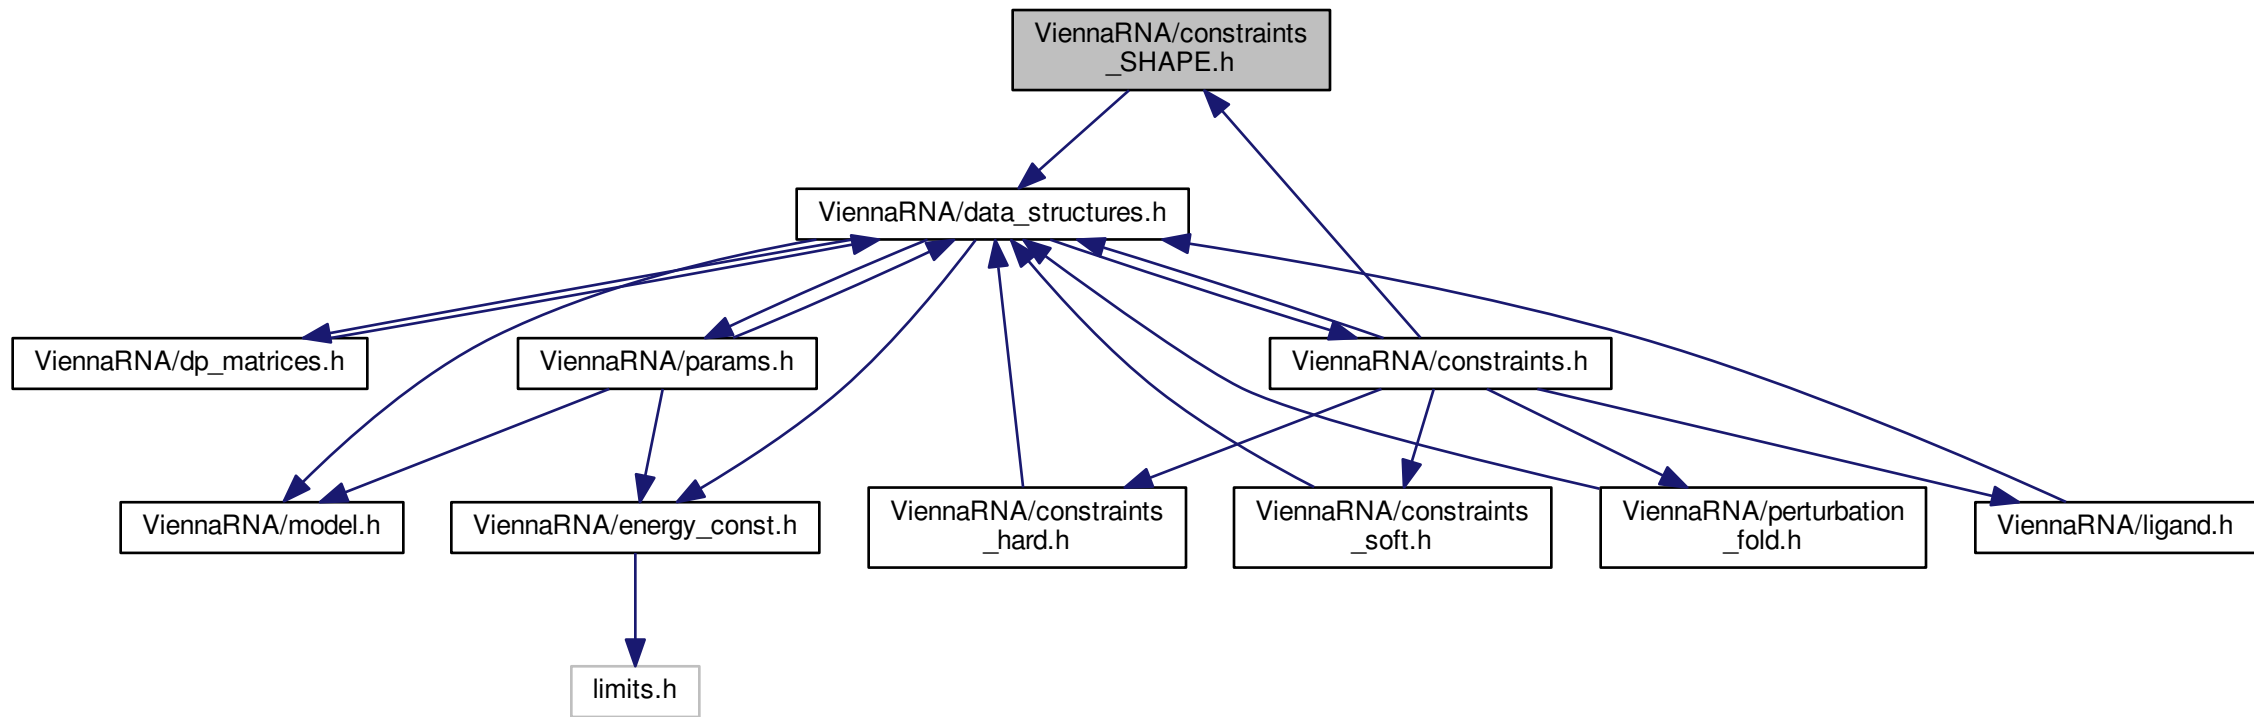 ViennaRNA/constraints
_SHAPE.h
ViennaRNA/data_structures.h
ViennaRNA/dp_matrices.h
ViennaRNA/params.h
ViennaRNA/constraints.h
ViennaRNA/model.h
ViennaRNA/energy_const.h
ViennaRNA/constraints
_hard.h
ViennaRNA/constraints
_soft.h
ViennaRNA/perturbation
_fold.h
ViennaRNA/ligand.h
limits.h